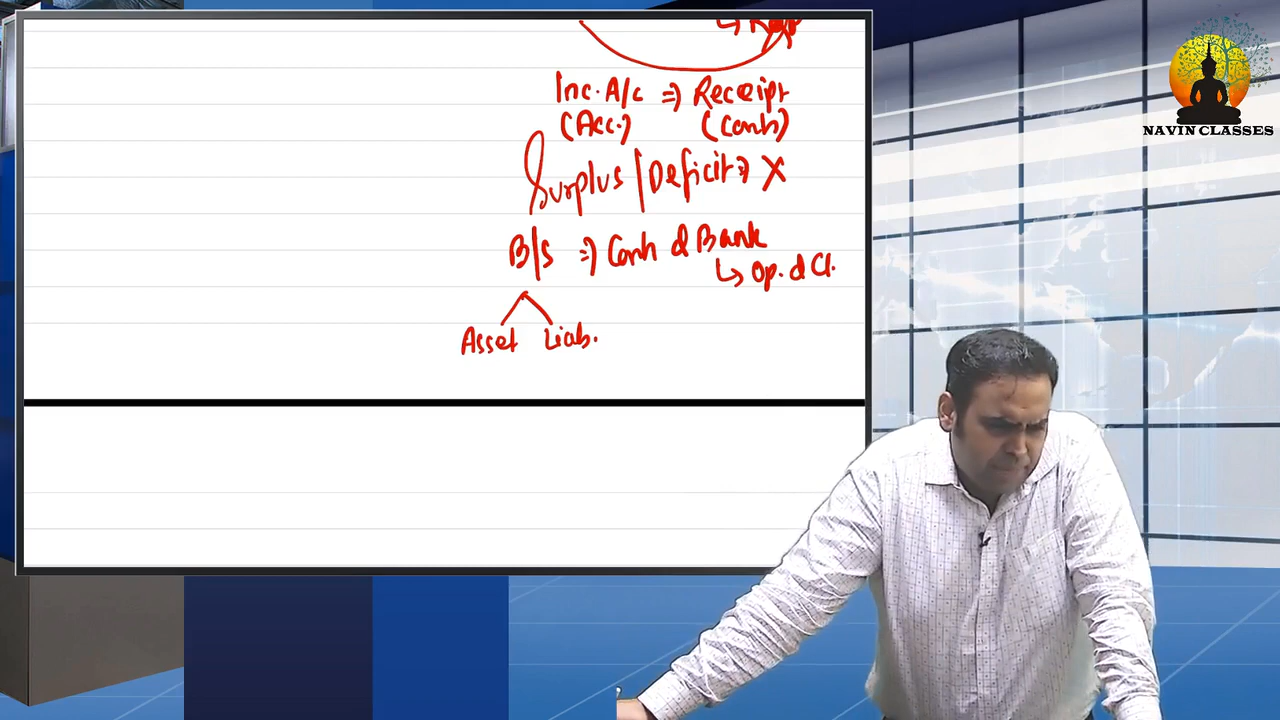 Inc. A/c ⇒ Receipt
(Acc.) (Cash)
Surplus / Deficit ⇒ X
B/S ⇒ Cash & Bank
↳ Op. & Cl.
Asset Liab.
NAVIN CLASSES